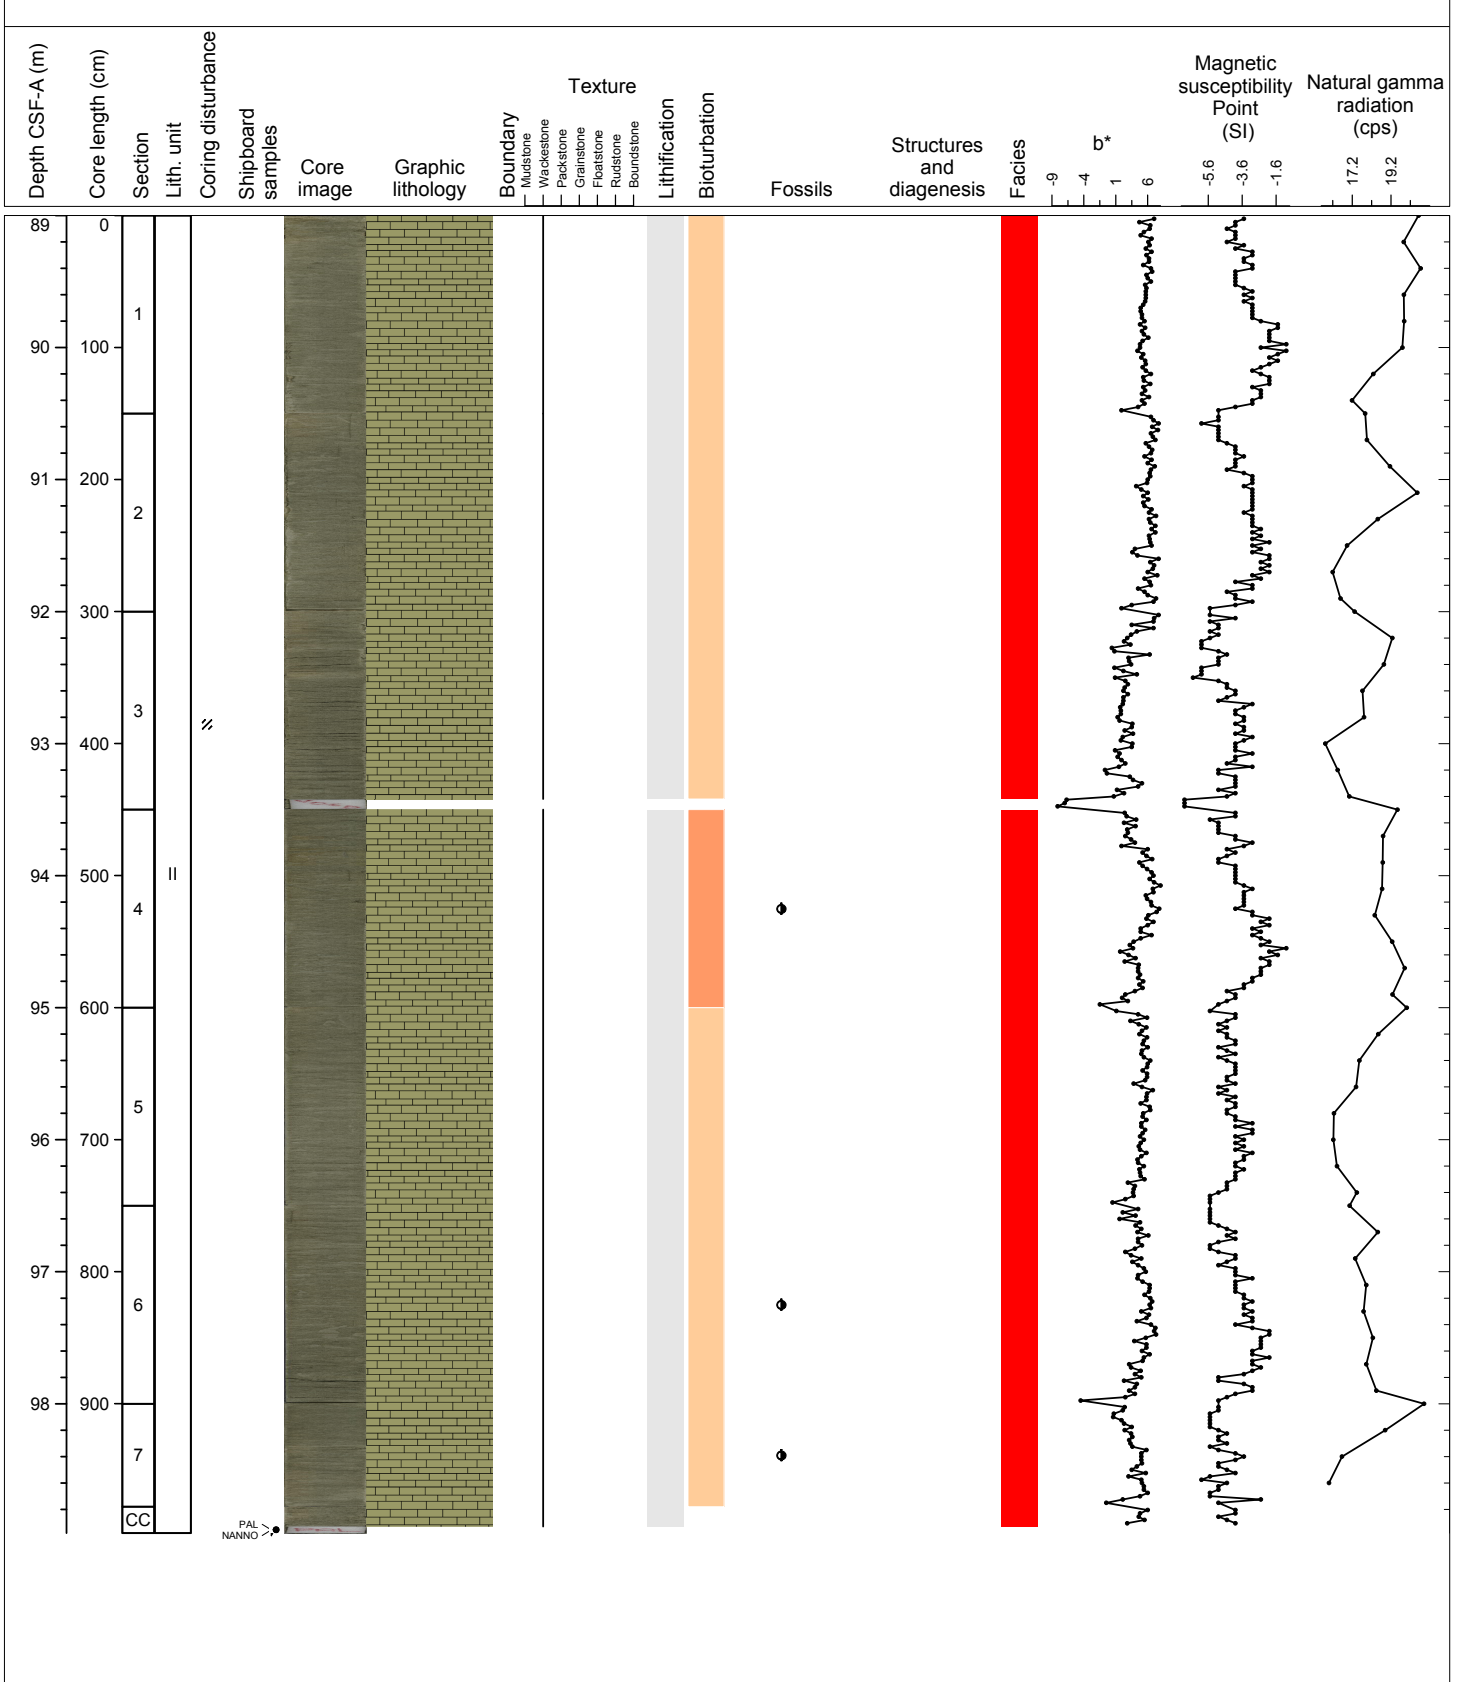 Depth CSF-A (m)
Core length (cm)
Section
Lith. unit
Coring disturbance
Shipboard
samples
Core
image
Graphic
lithology
Boundary
Texture
Mudstone
Wackestone
Packstone
Grainstone
Floatstone
Rudstone
Boundstone
Lithification
Bioturbation
Fossils
Structures
and
diagenesis
Facies
b*
-9 -4 1 6
Magnetic
susceptibility
Point
(SI)
-5.6 -3.6 -1.6
Natural gamma
radiation
(cps)
17.2 19.2
89 0
1
90 100
91 200
2
92 300
3
93 400
94 500
II
4
95 600
5
96 700
97 800
6
98 900
7
CC
PAL
NANNO